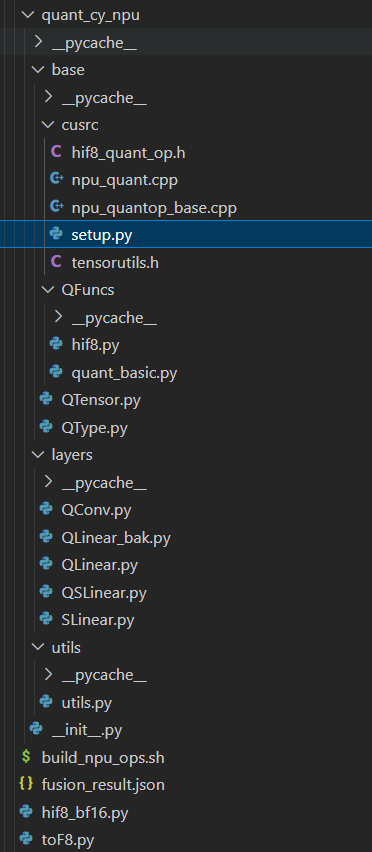 quant_cy_npu
__pycache__
base
__pycache__
cusrc
C hif8_quant_op.h
npu_quant.cpp
npu_quantop_base.cpp
setup.py
C tensorutils.h
QFuncs
__pycache__
hif8.py
quant_basic.py
QTensor.py
QType.py
layers
__pycache__
QConv.py
QLinear_bak.py
QLinear.py
QSLinear.py
SLinear.py
utils
__pycache__
utils.py
__init__.py
$ build_npu_ops.sh
{} fusion_result.json
hif8_bf16.py
toF8.py